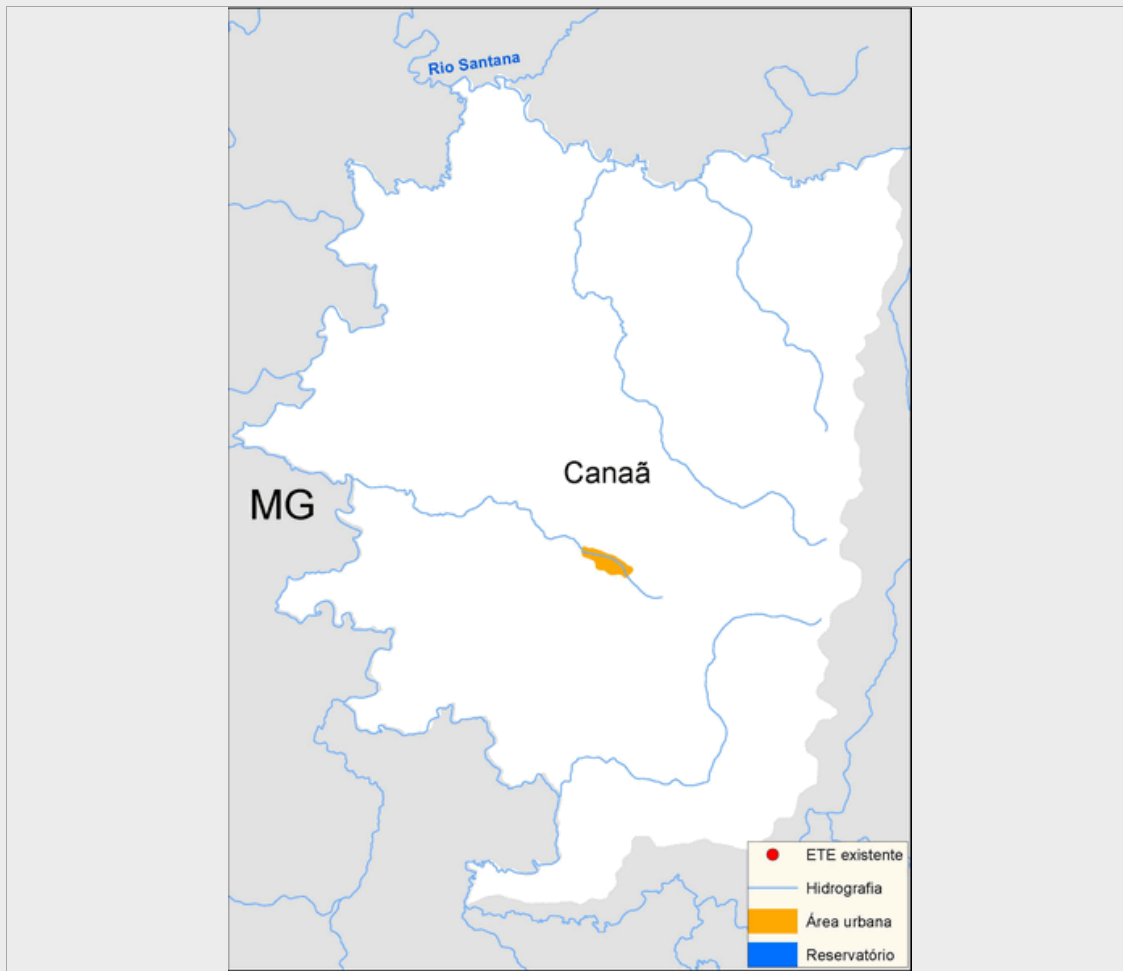 Rio Santana
Canaã
MG
ETE existente
Hidrografia
Área urbana
Reservatório